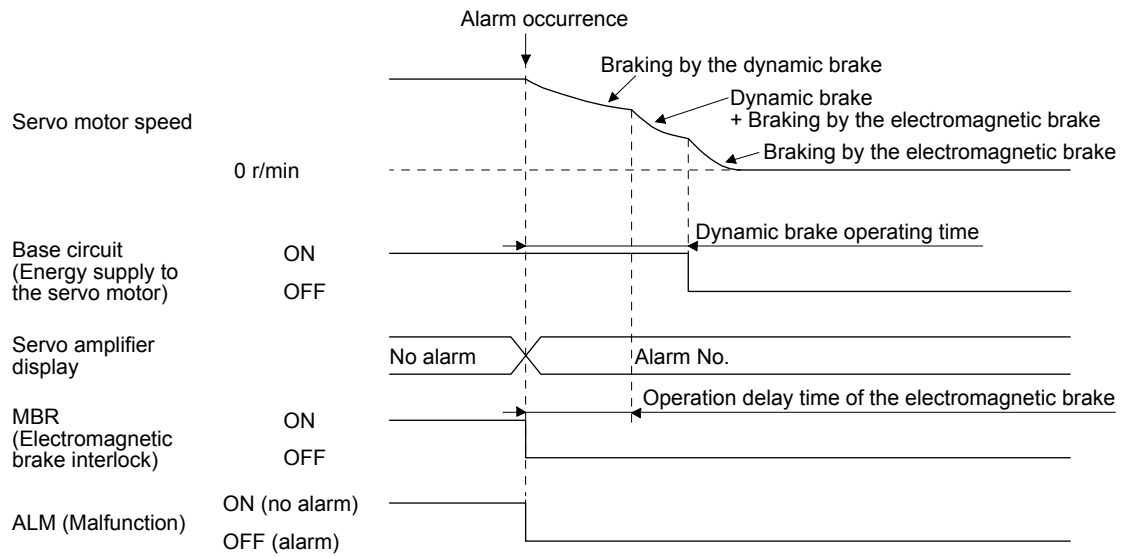 Alarm occurrence
Braking by the dynamic brake
Dynamic brake
+ Braking by the electromagnetic brake
Servo motor speed
Braking by the electromagnetic brake
0 r/min
Dynamic brake operating time
Base circuit
(Energy supply to
the servo motor)
ON
OFF
Servo amplifier
display
No alarm
Alarm No.
Operation delay time of the electromagnetic brake
MBR
(Electromagnetic
brake interlock)
ON
OFF
ALM (Malfunction)
ON (no alarm)
OFF (alarm)